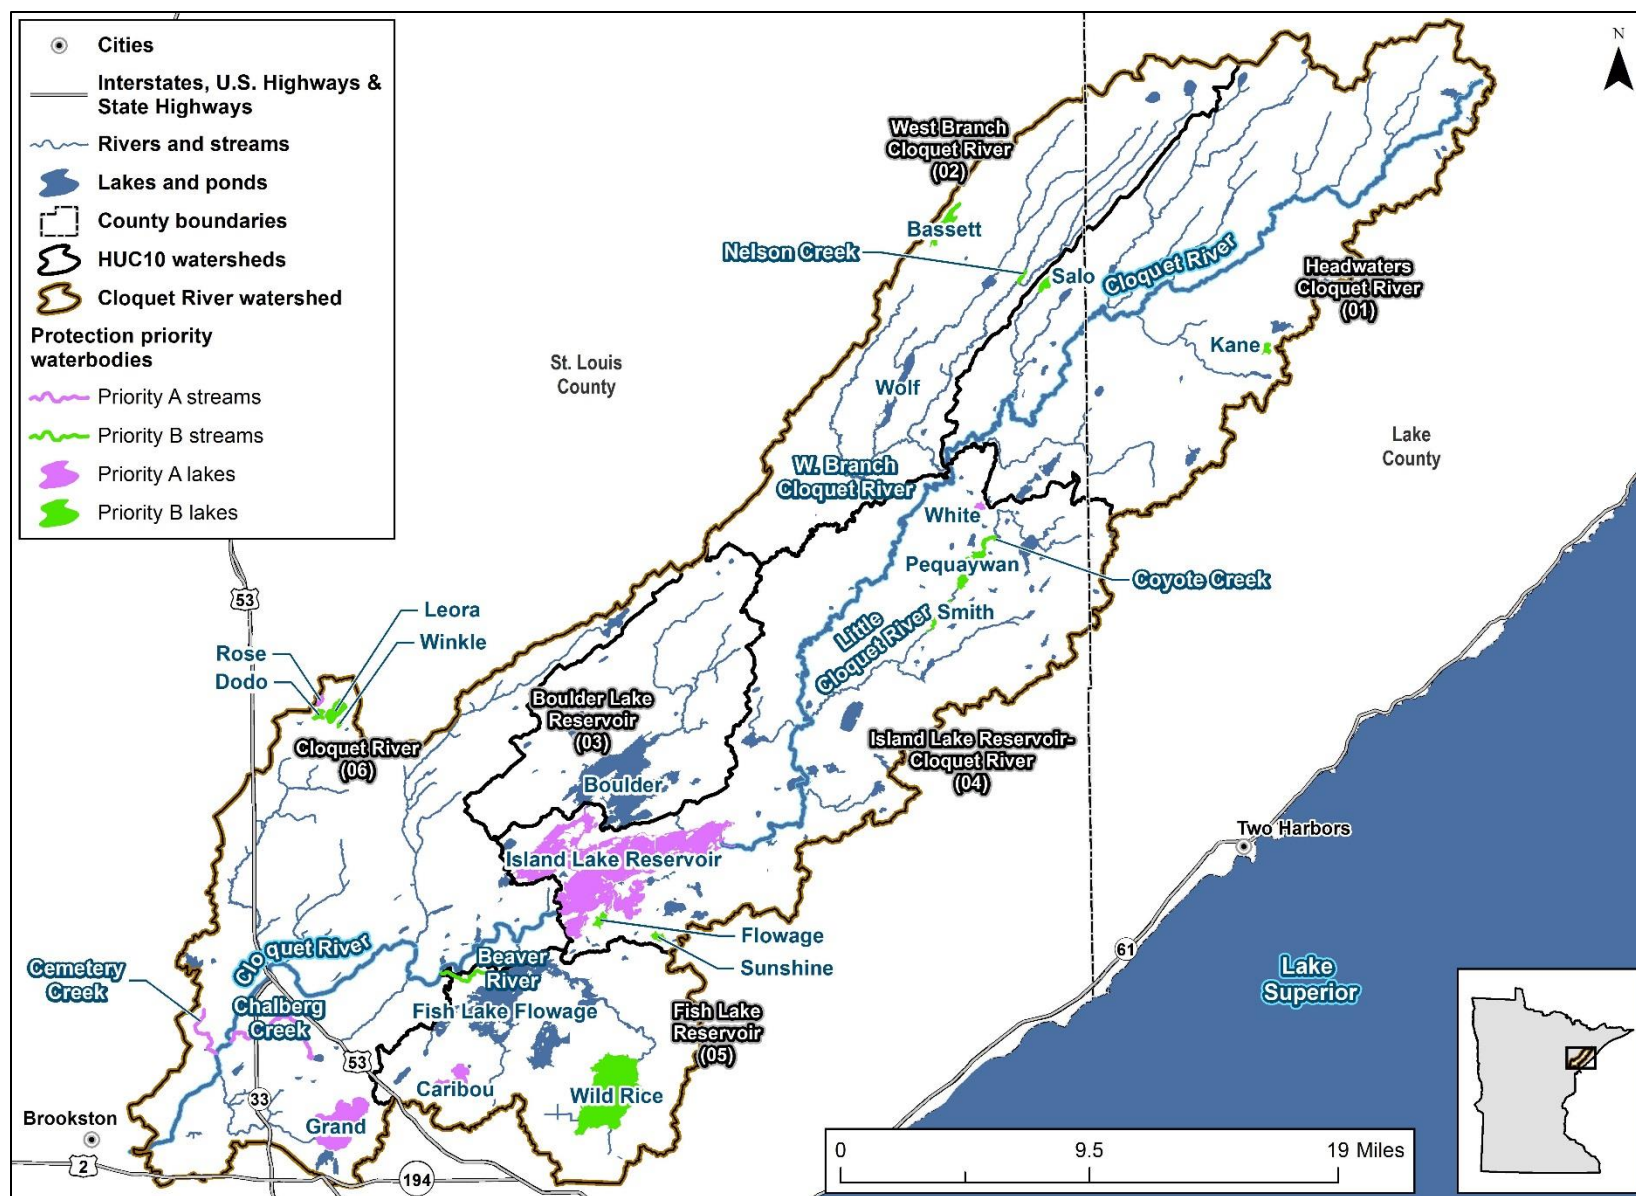 Cities
Interstates, U.S. Highways &
State Highways
Rivers and streams
Lakes and ponds
County boundaries
HUC10 watersheds
Cloquet River watershed
Protection priority
waterbodies
Priority A streams
Priority B streams
Priority A lakes
Priority B lakes
N
West Branch
Cloquet River
(02)
Bassett
Nelson Creek
Salo
Cloquet River
Headwaters
Cloquet River
(01)
Kane
St. Louis
County
Wolf
Lake
County
W. Branch
Cloquet River
White
Pequaywan
Coyote Creek
Smith
Little
Cloquet River
53
Leora
Winkle
Rose
Dodo
Cloquet River
(06)
Boulder Lake
Reservoir
(03)
Boulder
Island Lake Reservoir-
Cloquet River
(04)
Two Harbors
Island Lake Reservoir
Flowage
Sunshine
61
Lake
Superior
Cloquet River
Beaver
River
Cemetery
Creek
Chalberg
Creek
Fish Lake Flowage
Fish Lake
Reservoir
(05)
53
Caribou
Wild Rice
33
Grand
Brookston
2
194
0
9.5
19 Miles